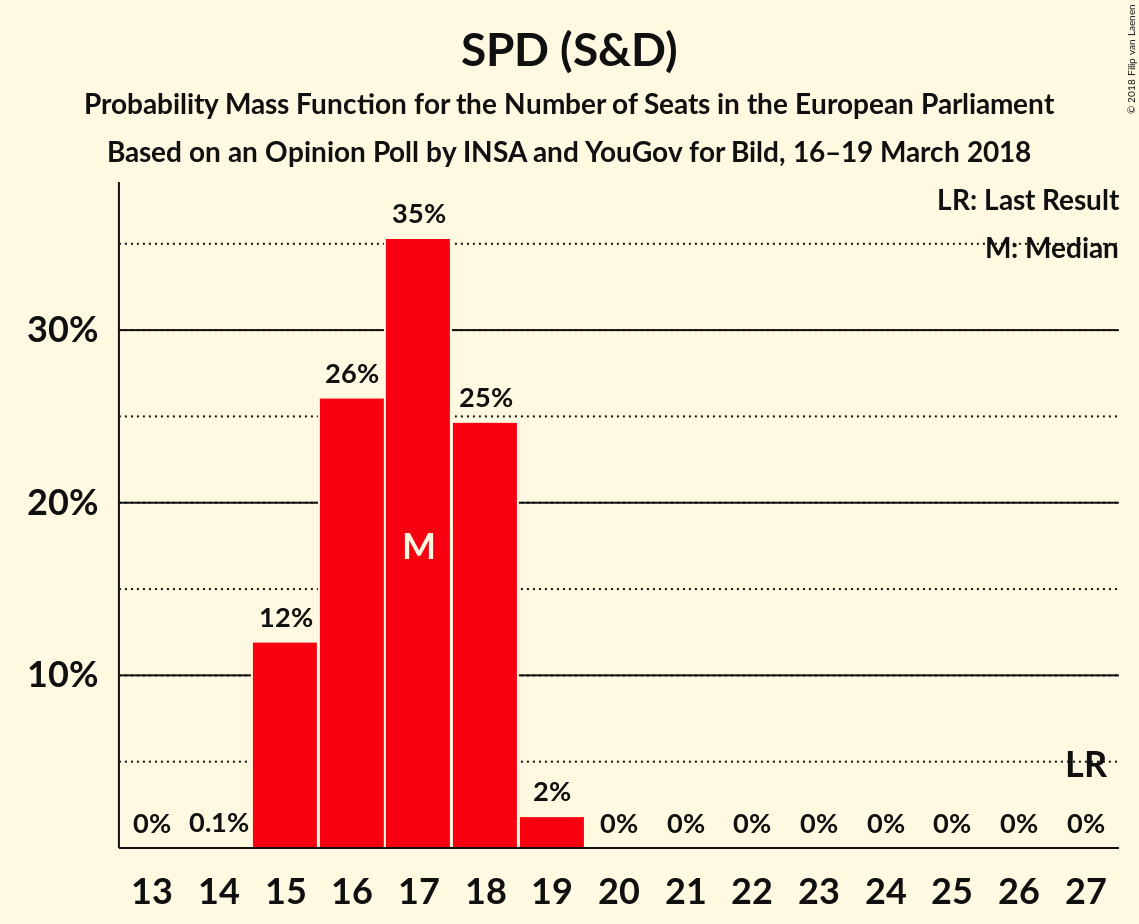 SPD (S&D)
Probability Mass Function for the Number of Seats in the European Parliament
Based on an Opinion Poll by INSA and YouGov for Bild, 16–19 March 2018
© 2018 Filip van Laenen
LR: Last Result
M: Median
35%
30%
26%
25%
20%
M
12%
10%
LR
2%
0% 0.1% 0% 0% 0% 0% 0% 0% 0% 0%
13 14 15 16 17 18 19 20 21 22 23 24 25 26 27